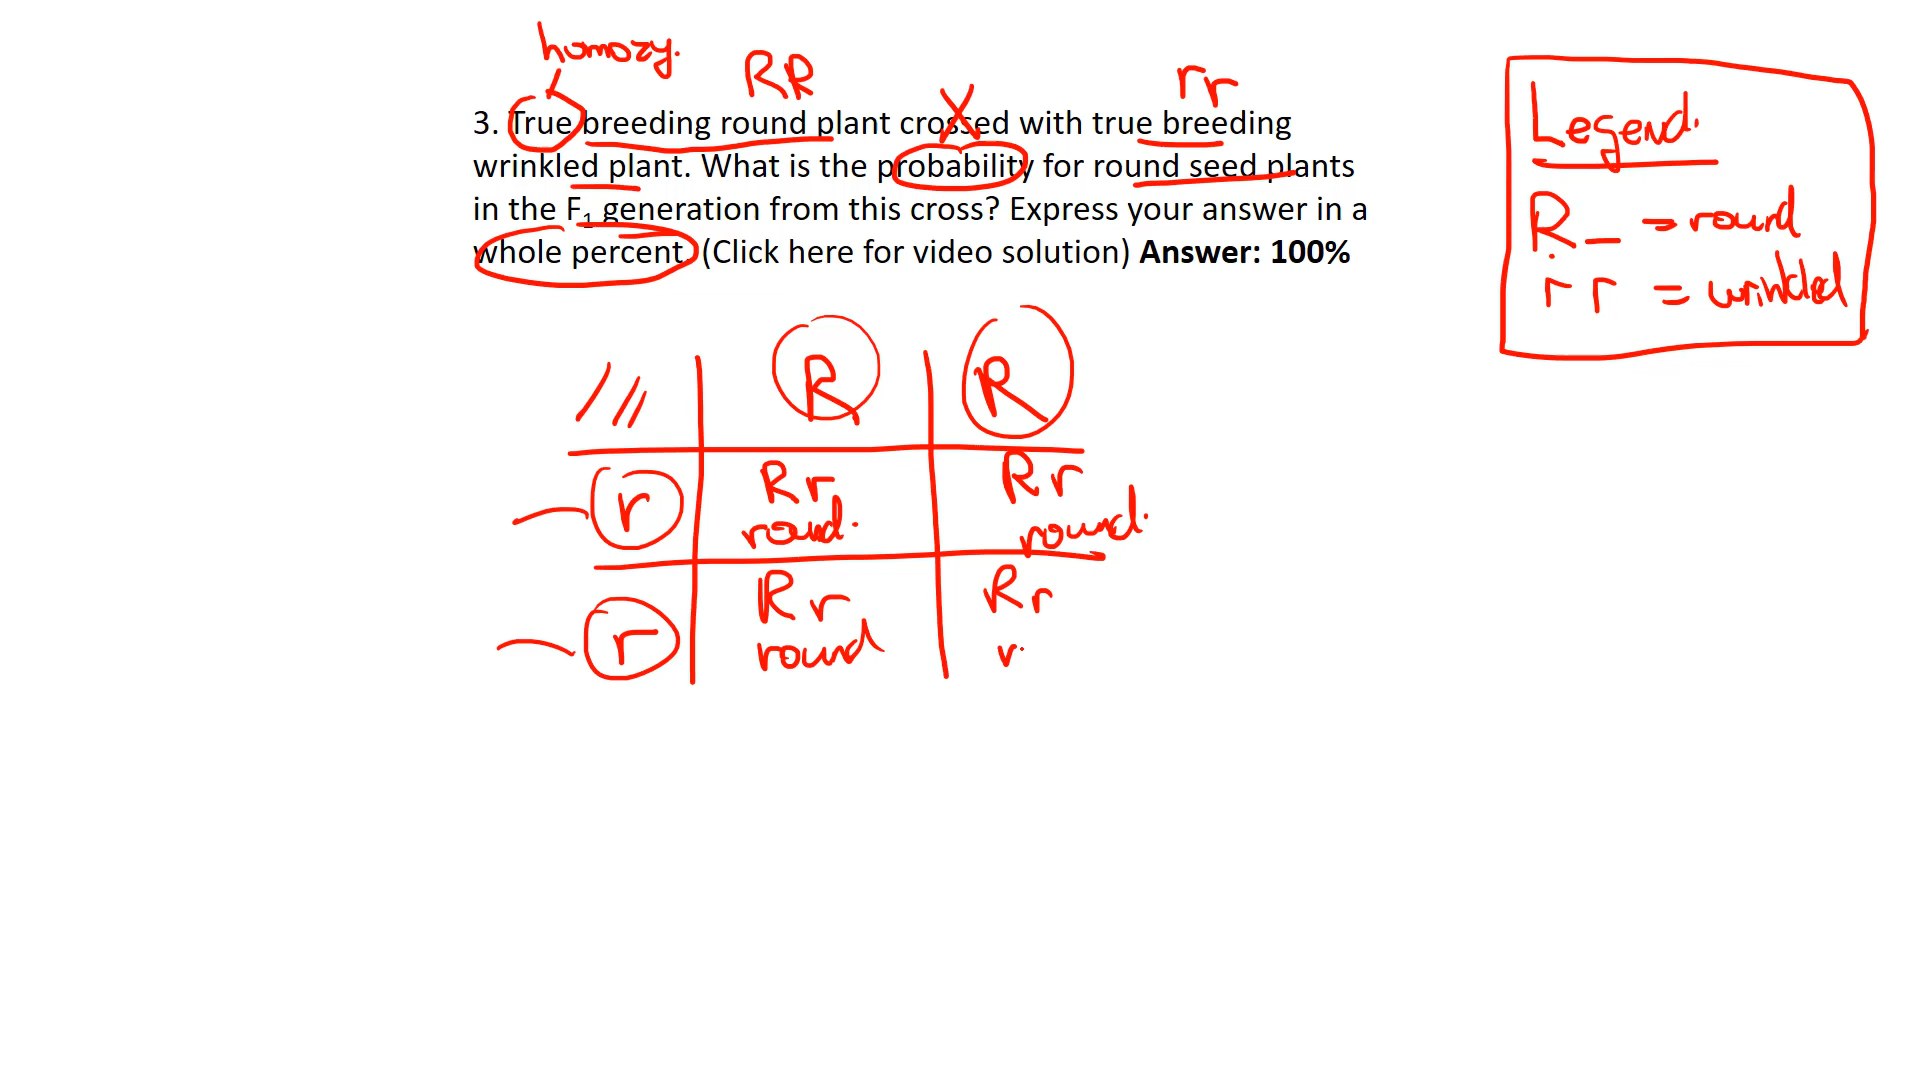 homozy.
RR
rr
X
3. True breeding round plant crossed with true breeding
wrinkled plant. What is the probability for round seed plants
in the F1 generation from this cross? Express your answer in a
whole percent. (Click here for video solution) Answer: 100%
Legend.
R_ = round
rr = wrinkled
R R
r Rr Rr
round. round.
r Rr Rr
round r